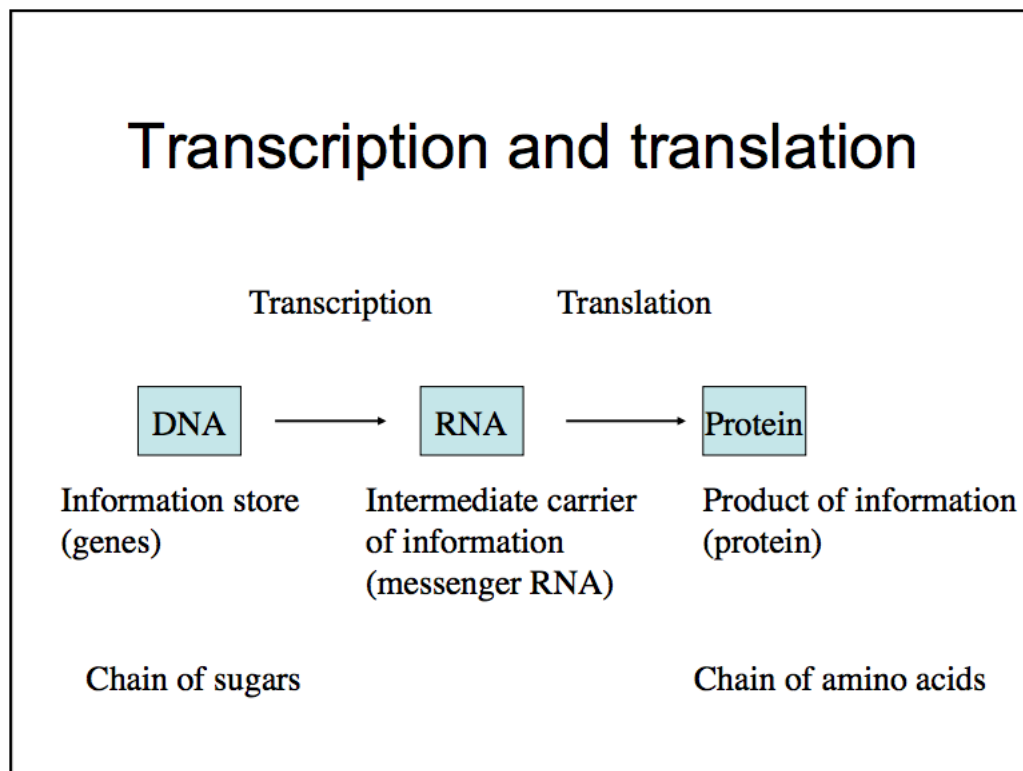 Transcription and translation
Transcription
Translation
DNA
RNA
Protein
Information store
(genes)
Intermediate carrier
of information
(messenger RNA)
Product of information
(protein)
Chain of sugars
Chain of amino acids